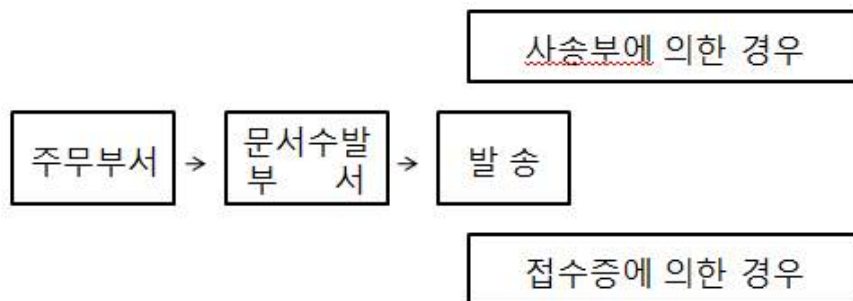 사송부에 의한 경우
주무부서 → 문서수발 부 서 → 발 송
접수증에 의한 경우